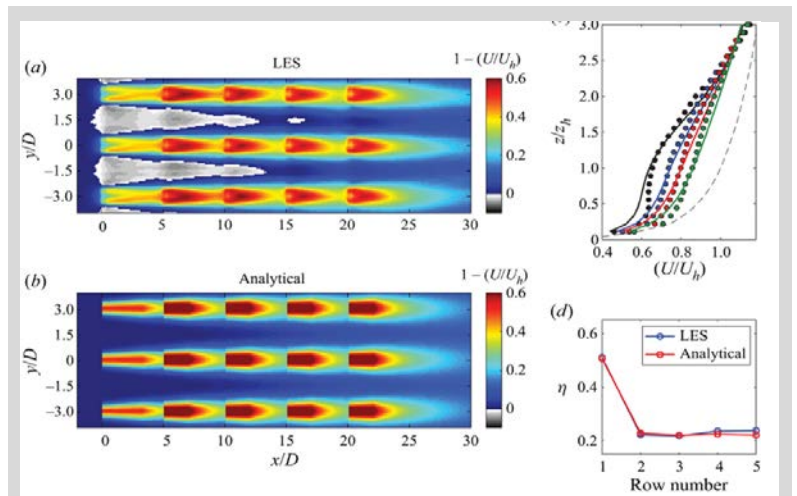 (a)
LES
1 − (U/U_h)
3.0
1.5
0
−1.5
−3.0
y/D
0 5 10 15 20 25 30
0.6
0.4
0.2
0
(b)
Analytical
1 − (U/U_h)
3.0
1.5
0
−1.5
−3.0
y/D
0 5 10 15 20 25 30
x/D
0.6
0.4
0.2
0
3.0
2.5
2.0
1.5
1.0
0.5
0
z/z_h
0.4 0.6 0.8 1.0
(U/U_h)
(d)
LES
Analytical
0.6
0.4
0.2
η
1 2 3 4 5
Row number